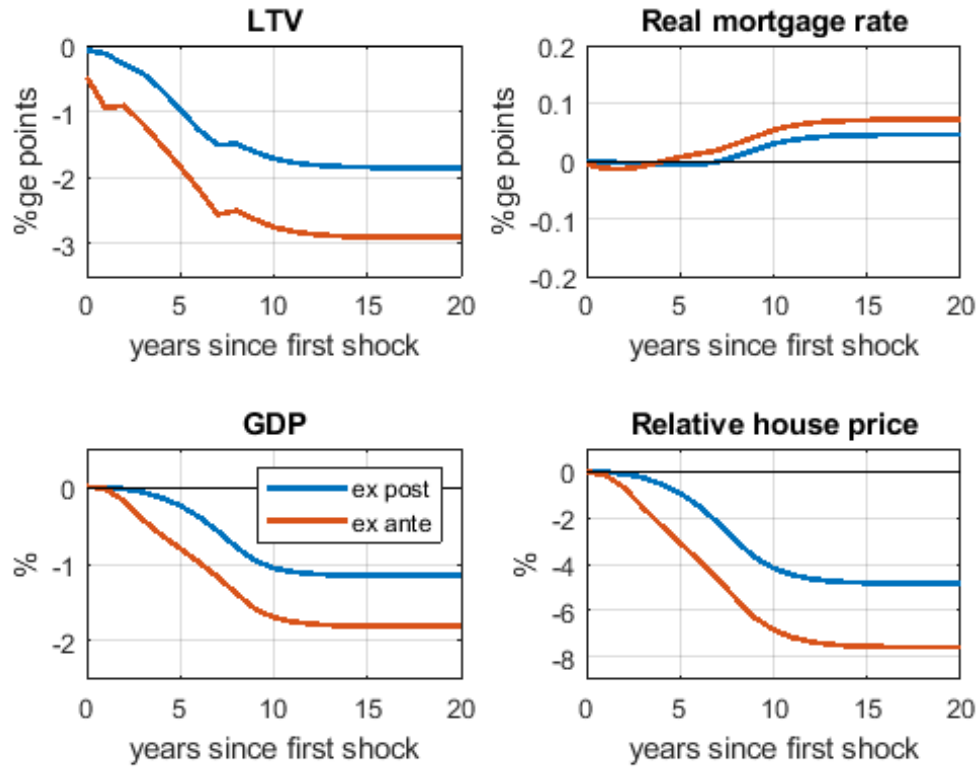 LTV
0
-1
-2
-3
%ge points
0 5 10 15 20
years since first shock
Real mortgage rate
0.2
0.1
0
-0.1
-0.2
%ge points
0 5 10 15 20
years since first shock
GDP
0
-1
-2
%
ex post
ex ante
0 5 10 15 20
years since first shock
Relative house price
0
-2
-4
-6
-8
%
0 5 10 15 20
years since first shock